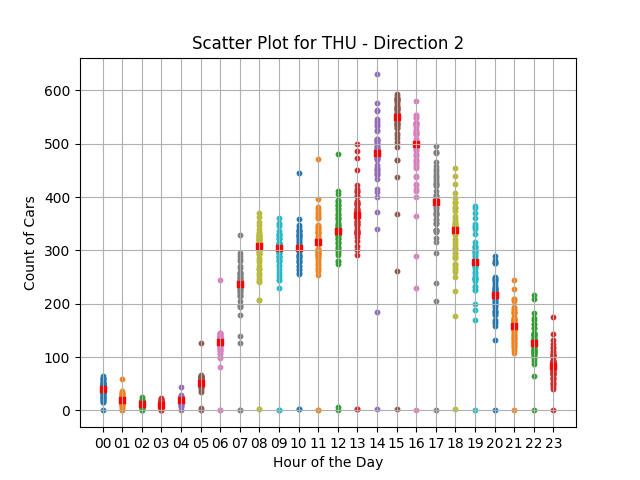 Scatter Plot for THU - Direction 2
Count of Cars
600
500
400
300
200
100
0
00 01 02 03 04 05 06 07 08 09 10 11 12 13 14 15 16 17 18 19 20 21 22 23
Hour of the Day